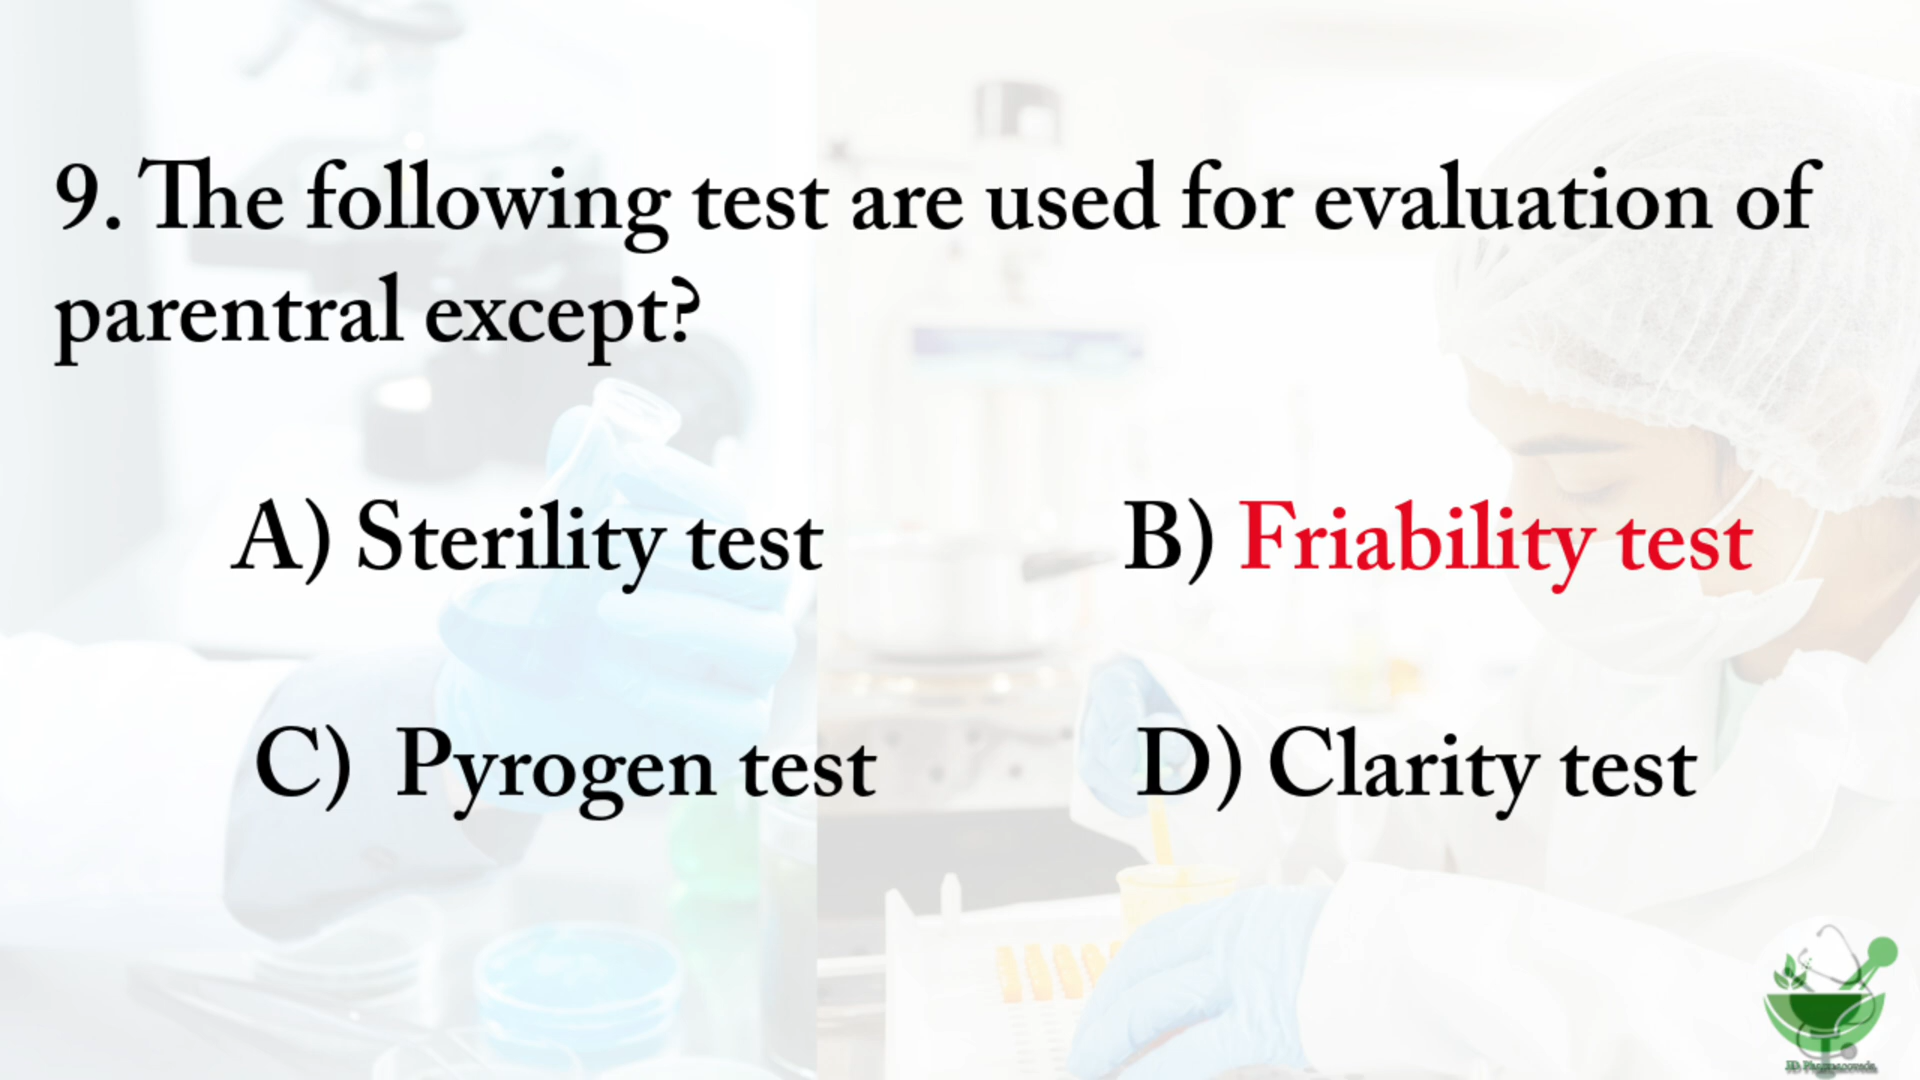 9. The following test are used for evaluation of
parentral except?
A) Sterility test
B) Friability test
C) Pyrogen test
D) Clarity test